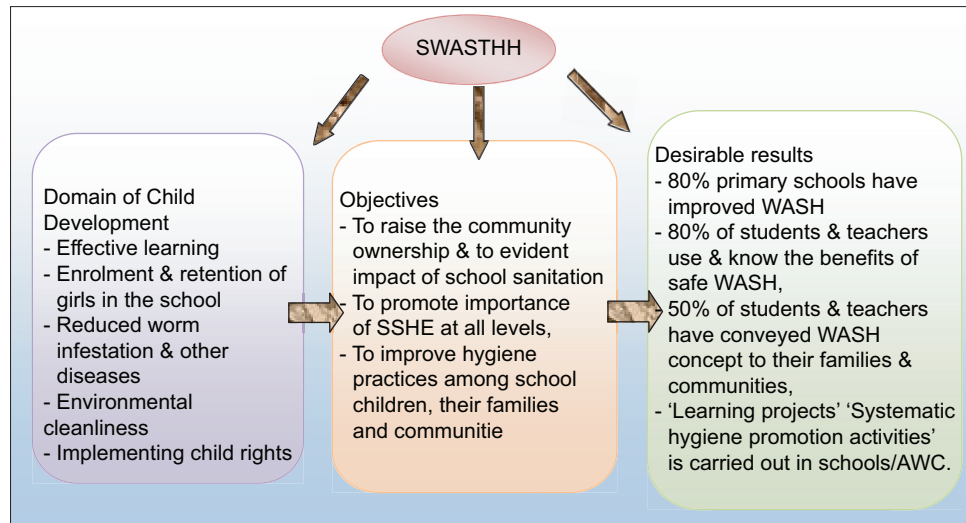 SWASTHH
Domain of Child
Development
- Effective learning
- Enrolment & retention of
girls in the school
- Reduced worm
infestation & other
diseases
- Environmental
cleanliness
- Implementing child rights
Objectives
- To raise the community
ownership & to evident
impact of school sanitation
- To promote importance
of SSHE at all levels,
- To improve hygiene
practices among school
children, their families
and communitie
Desirable results
- 80% primary schools have
improved WASH
- 80% of students & teachers
use & know the benefits of
safe WASH,
- 50% of students & teachers
have conveyed WASH
concept to their families &
communities,
- ‘Learning projects’ ‘Systematic
hygiene promotion activities’
is carried out in schools/AWC.